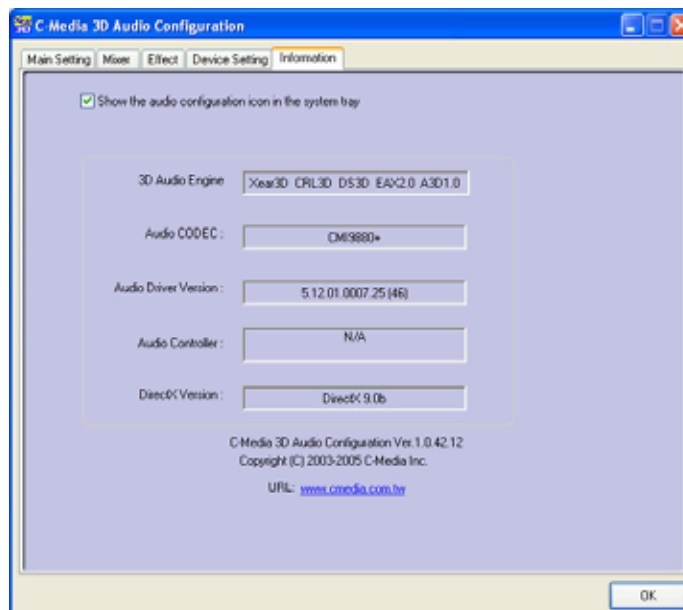 C-Media 3D Audio Configuration
Main Setting Mixer Effect Device Setting Information
Show the audio configuration icon in the system tray
3D Audio Engine Xear3D CRL3D DS3D EAX2.0 A3D1.0
Audio CODEC : CMI9880+
Audio Driver Version : 5.12.01.0007.25 (46)
Audio Controller : N/A
DirectX Version : DirectX 9.0b
C-Media 3D Audio Configuration Ver.1.0.42.12
Copyright (C) 2003-2005 C-Media Inc.
URL: www.cmedia.com.tw
OK